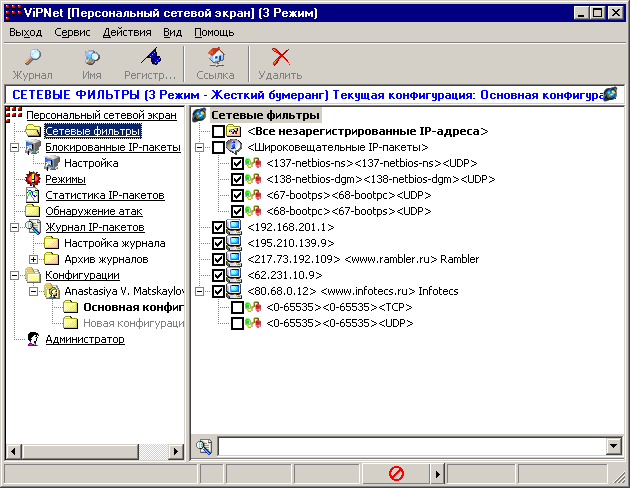 ViPNet [Персональный сетевой экран] (3 Режим)
Выход Сервис Действия Вид Помощь
Журнал Имя Регистр... Ссылка Удалить
СЕТЕВЫЕ ФИЛЬТРЫ (3 Режим - Жесткий бумеранг) Текущая конфигурация: Основная конфигура
Персональный сетевой экран
Сетевые фильтры
Блокированные IP-пакеты
Настройка
Режимы
Статистика IP-пакетов
Обнаружение атак
Журнал IP-пакетов
Настройка журнала
Архив журналов
Конфигурации
Anastasiya V. Matskaylov
Основная конфиг
Новая конфигураци
Администратор
Сетевые фильтры
<Все незарегистрированные IP-адреса>
<Широковещательные IP-пакеты>
<137-netbios-ns><137-netbios-ns><UDP>
<138-netbios-dgm><138-netbios-dgm><UDP>
<67-bootps><68-bootpc><UDP>
<68-bootpc><67-bootps><UDP>
<192.168.201.1>
<195.210.139.9>
<217.73.192.109> <www.rambler.ru> Rambler
<62.231.10.9>
<80.68.0.12> <www.infotecs.ru> Infotecs
<0-65535><0-65535><TCP>
<0-65535><0-65535><UDP>